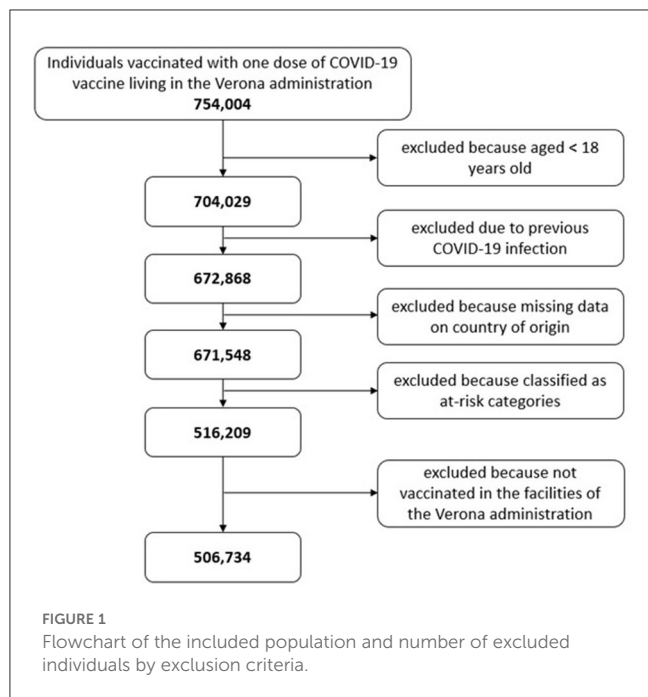 Individuals vaccinated with one dose of COVID-19
vaccine living in the Verona administration
754,004
excluded because aged < 18
years old
704,029
excluded due to previous
COVID-19 infection
672,868
excluded because missing data
on country of origin
671,548
excluded because classified as
at-risk categories
516,209
excluded because not
vaccinated in the facilities of
the Verona administration
506,734
FIGURE 1
Flowchart of the included population and number of excluded
individuals by exclusion criteria.